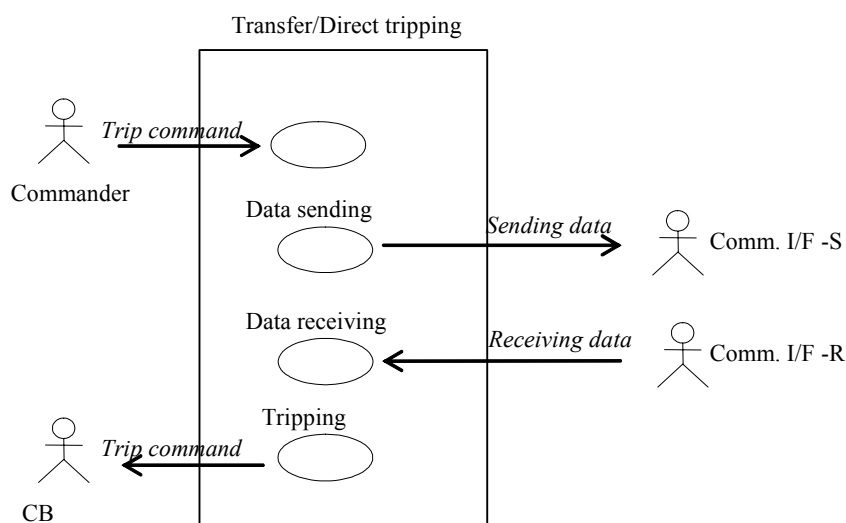 Transfer/Direct tripping
Trip command
Commander
Data sending
Sending data
Comm. I/F -S
Data receiving
Receiving data
Comm. I/F -R
Tripping
Trip command
CB